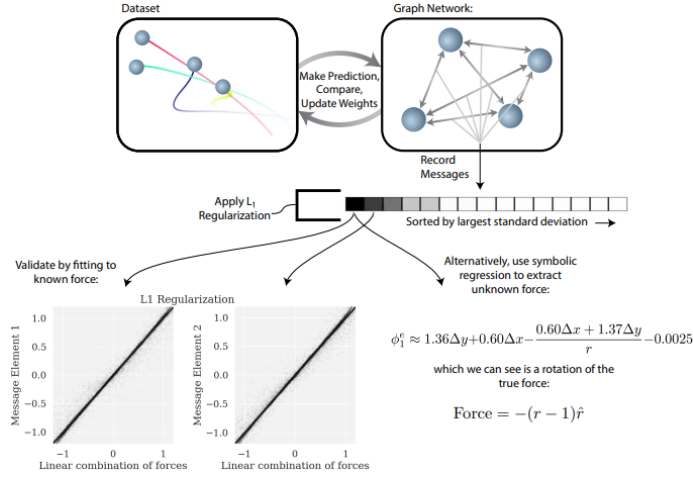 Dataset
Graph Network:
Make Prediction,
Compare,
Update Weights
Record
Messages
Apply L₁
Regularization
Sorted by largest standard deviation
Validate by fitting to
known force:
Alternatively, use symbolic
regression to extract
unknown force:
L1 Regularization
Message Element 1
1.0
0.5
0.0
−0.5
−1.0
−1 0 1
Linear combination of forces
Message Element 2
1.0
0.5
0.0
−0.5
−1.0
−1 0 1
Linear combination of forces
ϕ₁ᵉ ≈ 1.36Δy+0.60Δx−(0.60Δx + 1.37Δy)/r−0.0025
which we can see is a rotation of the
true force:
Force = −(r − 1)r̂